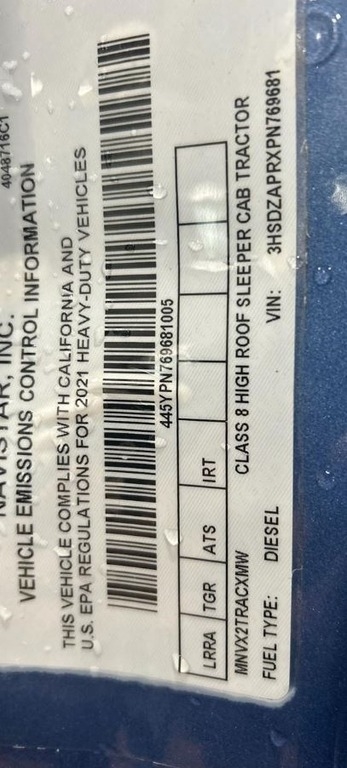 4048716C1
NAVISTAR, INC.
VEHICLE EMISSIONS CONTROL INFORMATION
THIS VEHICLE COMPLIES WITH CALIFORNIA AND
U.S. EPA REGULATIONS FOR 2021 HEAVY-DUTY VEHICLES
445YPN769681005
LRRA TGR ATS IRT
MNVX2TRACXMW CLASS 8 HIGH ROOF SLEEPER CAB TRACTOR
FUEL TYPE: DIESEL VIN: 3HSDZAPRXPN769681